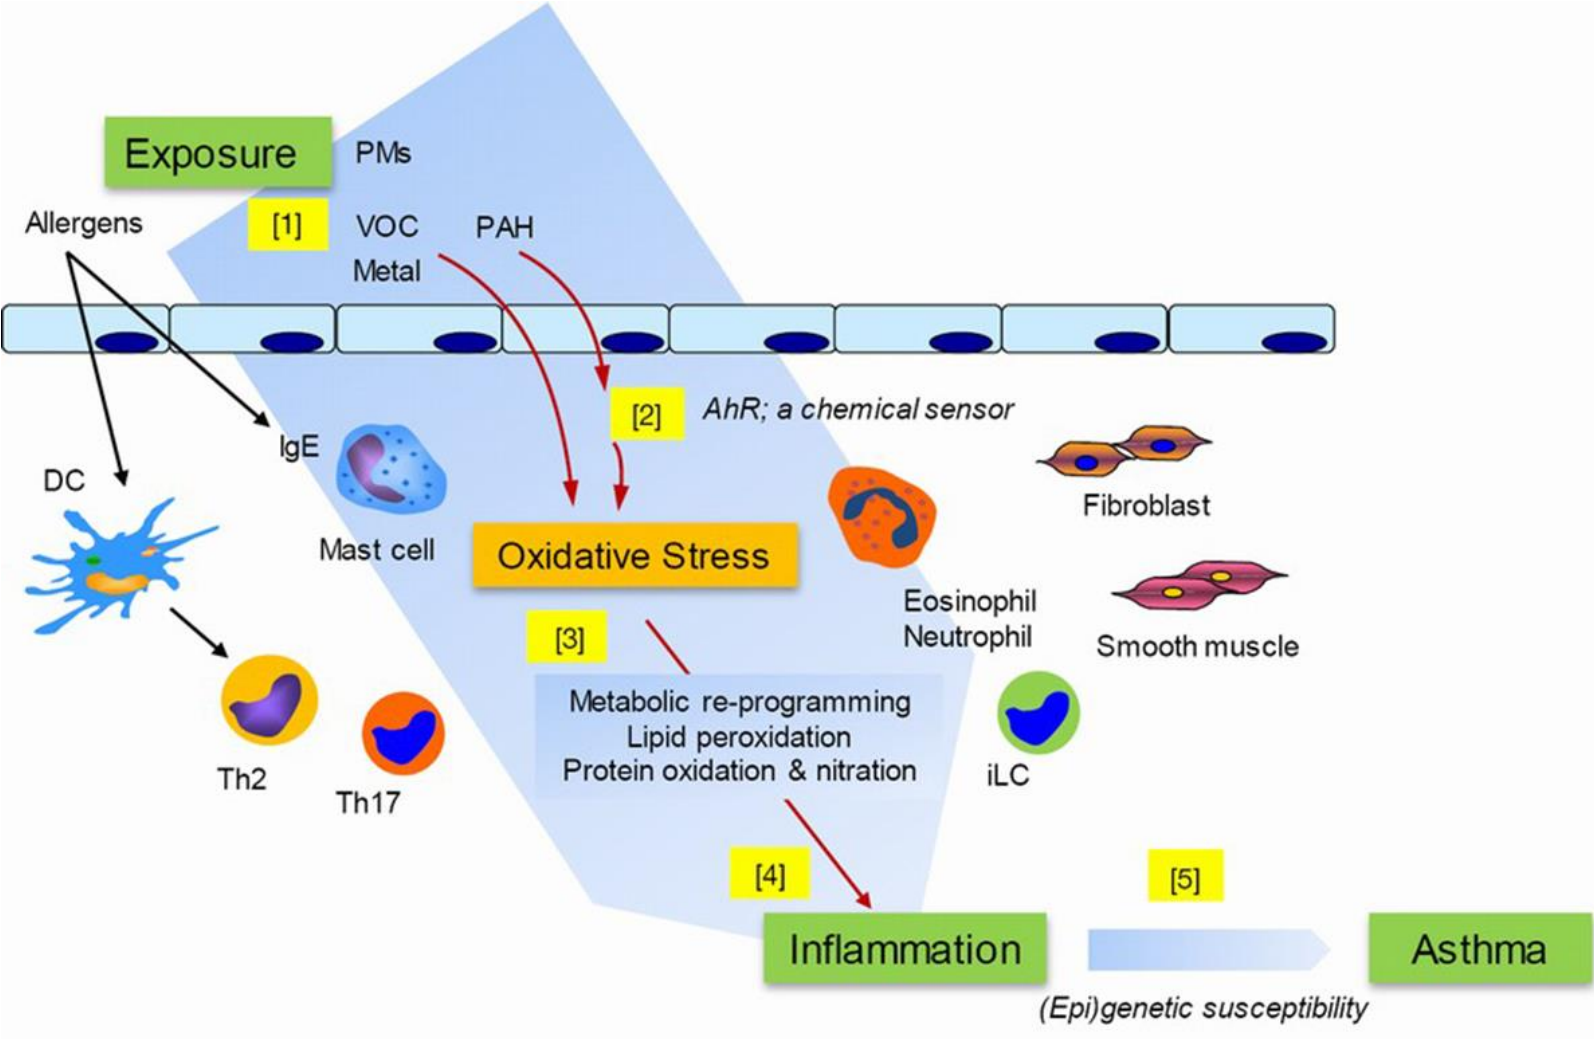 Exposure
PMs
Allergens
[1]
VOC
PAH
Metal
[2]
AhR; a chemical sensor
IgE
DC
Fibroblast
Mast cell
Oxidative Stress
Eosinophil
Neutrophil
[3]
Smooth muscle
Metabolic re-programming
Lipid peroxidation
Protein oxidation & nitration
Th2
Th17
iLC
[4]
[5]
Inflammation
Asthma
(Epi)genetic susceptibility